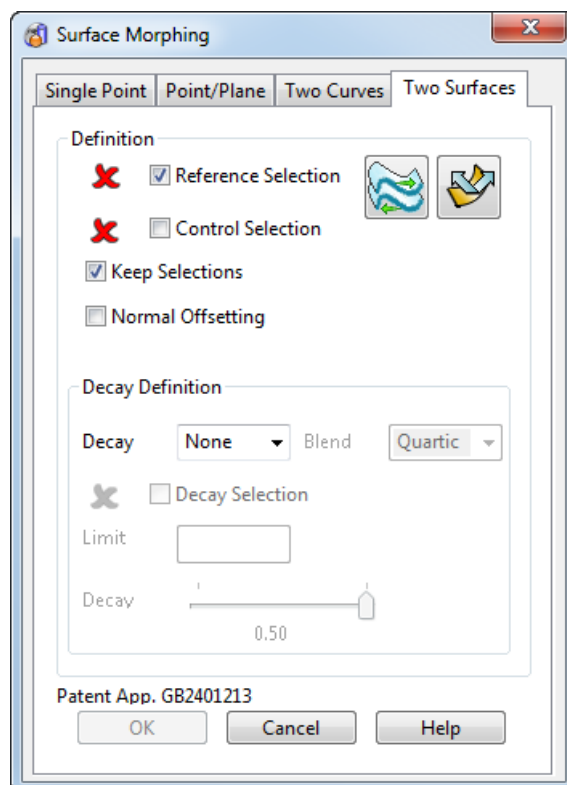 Surface Morphing
Single Point Point/Plane Two Curves Two Surfaces
Definition
Reference Selection
Control Selection
Keep Selections
Normal Offsetting
Decay Definition
Decay None Blend Quartic
Decay Selection
Limit
Decay
0.50
Patent App. GB2401213
OK Cancel Help